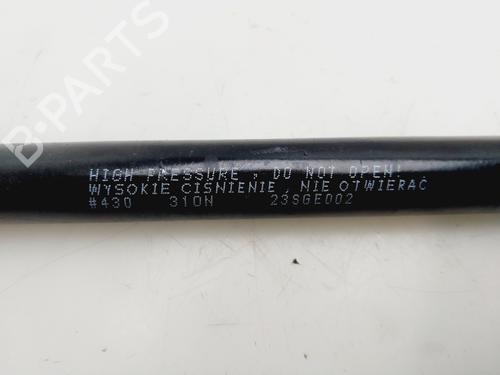 HIGH PRESSURE , DO NOT OPEN!
WYSOKIE CIŚNIENIE , NIE OTWIERAĆ
#430 310N 23SGE002
B-PARTS